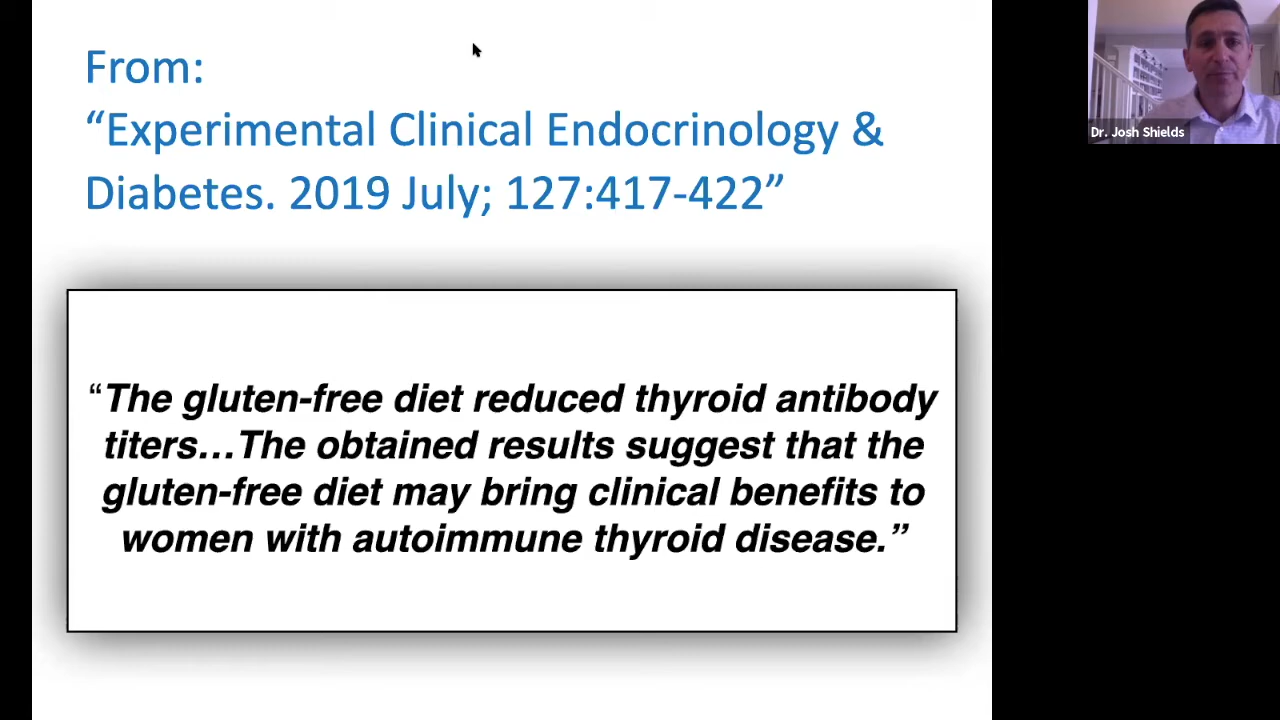 From:
“Experimental Clinical Endocrinology &
Diabetes. 2019 July; 127:417-422”
Dr. Josh Shields
“The gluten-free diet reduced thyroid antibody
titers…The obtained results suggest that the
gluten-free diet may bring clinical benefits to
women with autoimmune thyroid disease.”